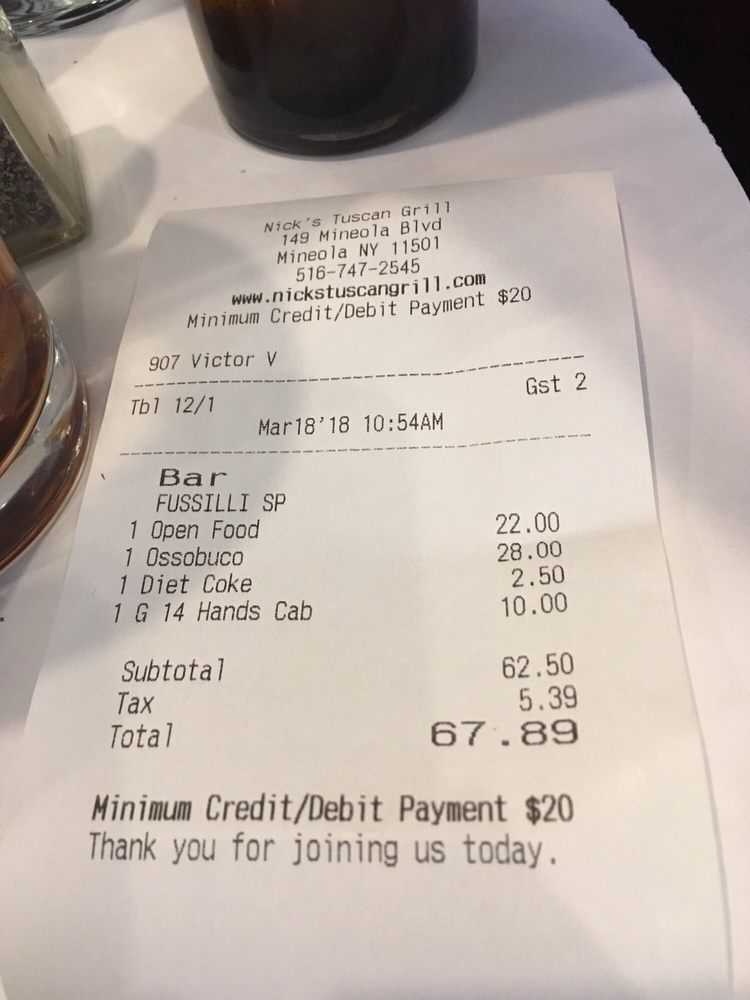 Nick's Tuscan Grill
149 Mineola Blvd
Mineola NY 11501
516-747-2545
www.nickstuscangrill.com
Minimum Credit/Debit Payment $20
907 Victor V
Tbl 12/1 Gst 2
Mar18'18 10:54AM
Bar
FUSSILLI SP
1 Open Food 22.00
1 Ossobuco 28.00
1 Diet Coke 2.50
1 G 14 Hands Cab 10.00
Subtotal 62.50
Tax 5.39
Total 67.89
Minimum Credit/Debit Payment $20
Thank you for joining us today.